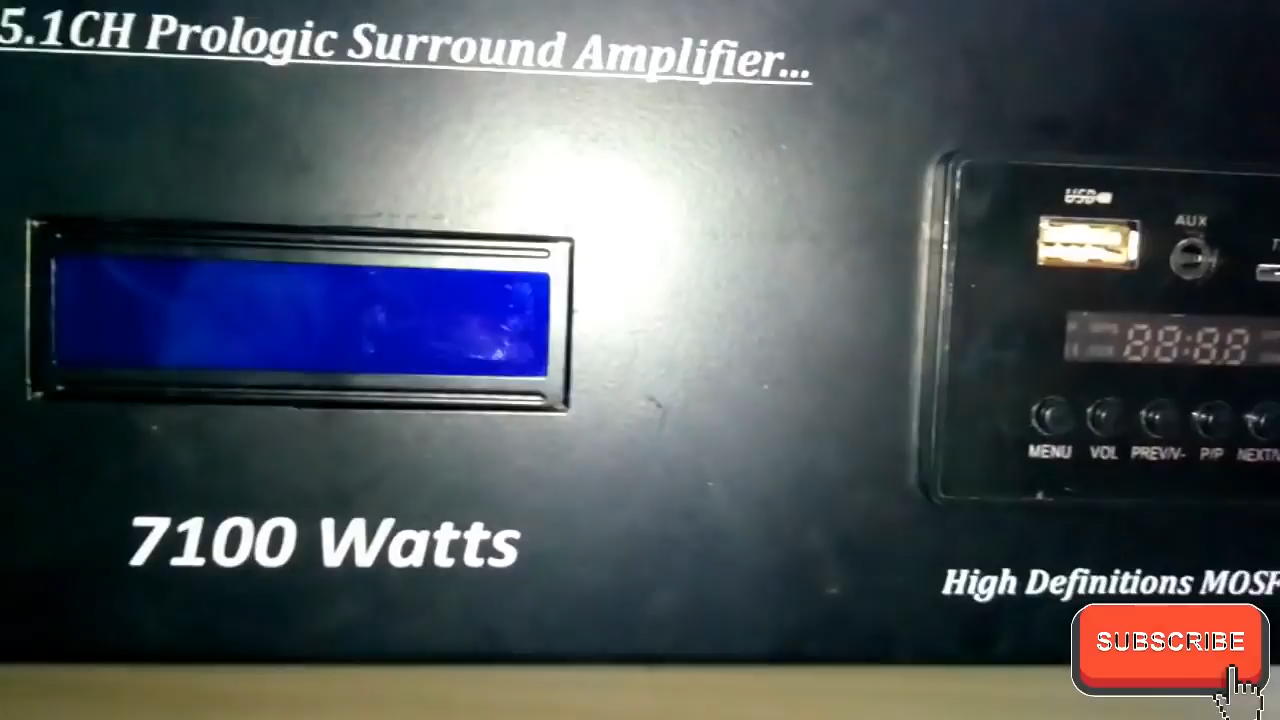 5.1CH Prologic Surround Amplifier...
USB
AUX
88:88
MENU VOL PREV/V- P/P NEXT/V
7100 Watts
High Definitions MOSF
SUBSCRIBE